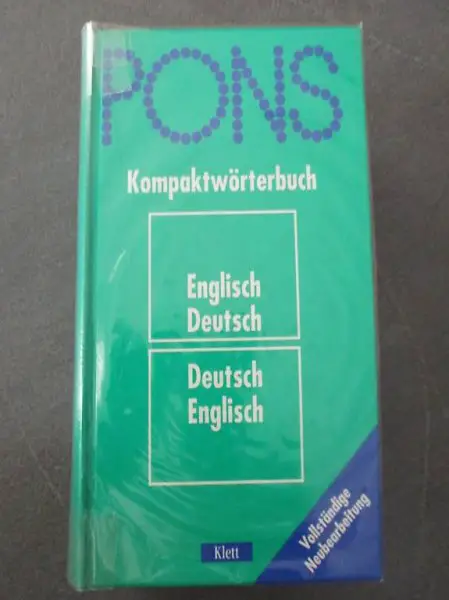 PONS
Kompaktwörterbuch
Englisch
Deutsch
Deutsch
Englisch
Vollständige
Neubearbeitung
Klett